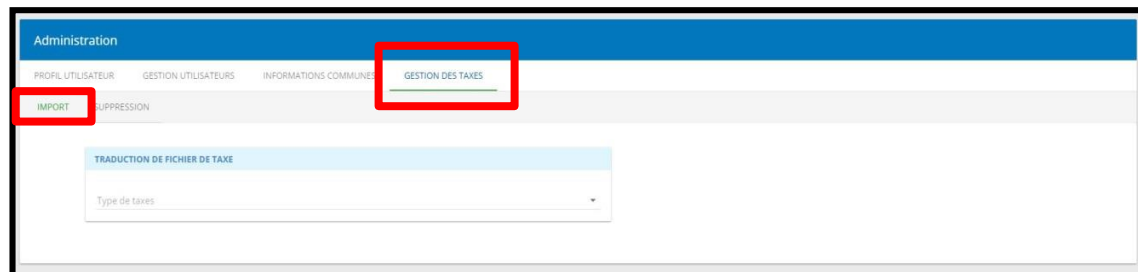 Administration
PROFIL UTILISATEUR GESTION UTILISATEURS INFORMATIONS COMMUNES GESTION DES TAXES
IMPORT SUPPRESSION
TRADUCTION DE FICHIER DE TAXE
Type de taxes